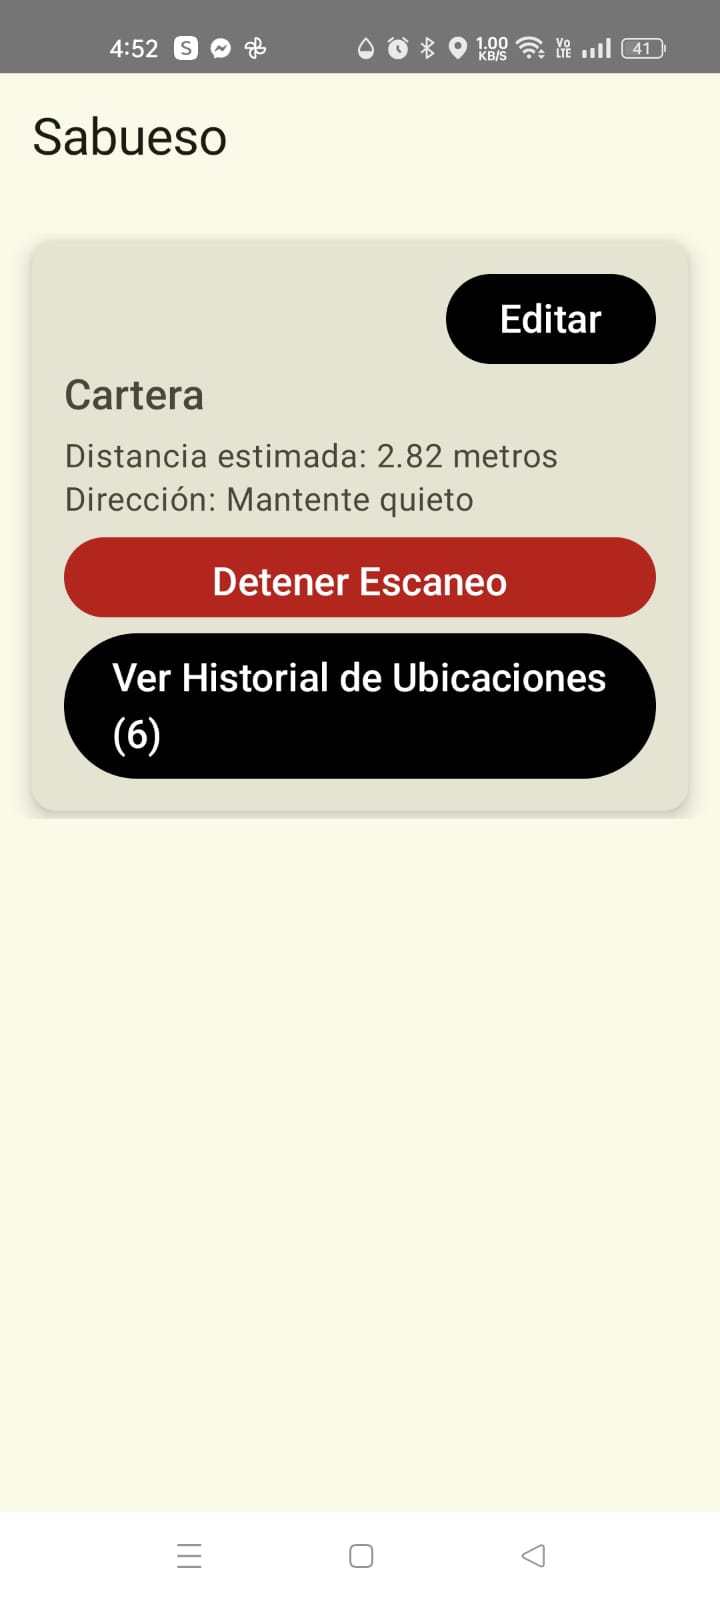 4:52 S 1.00 KB/S Vo LTE 41
Sabueso
Editar
Cartera
Distancia estimada: 2.82 metros
Dirección: Mantente quieto
Detener Escaneo
Ver Historial de Ubicaciones
(6)